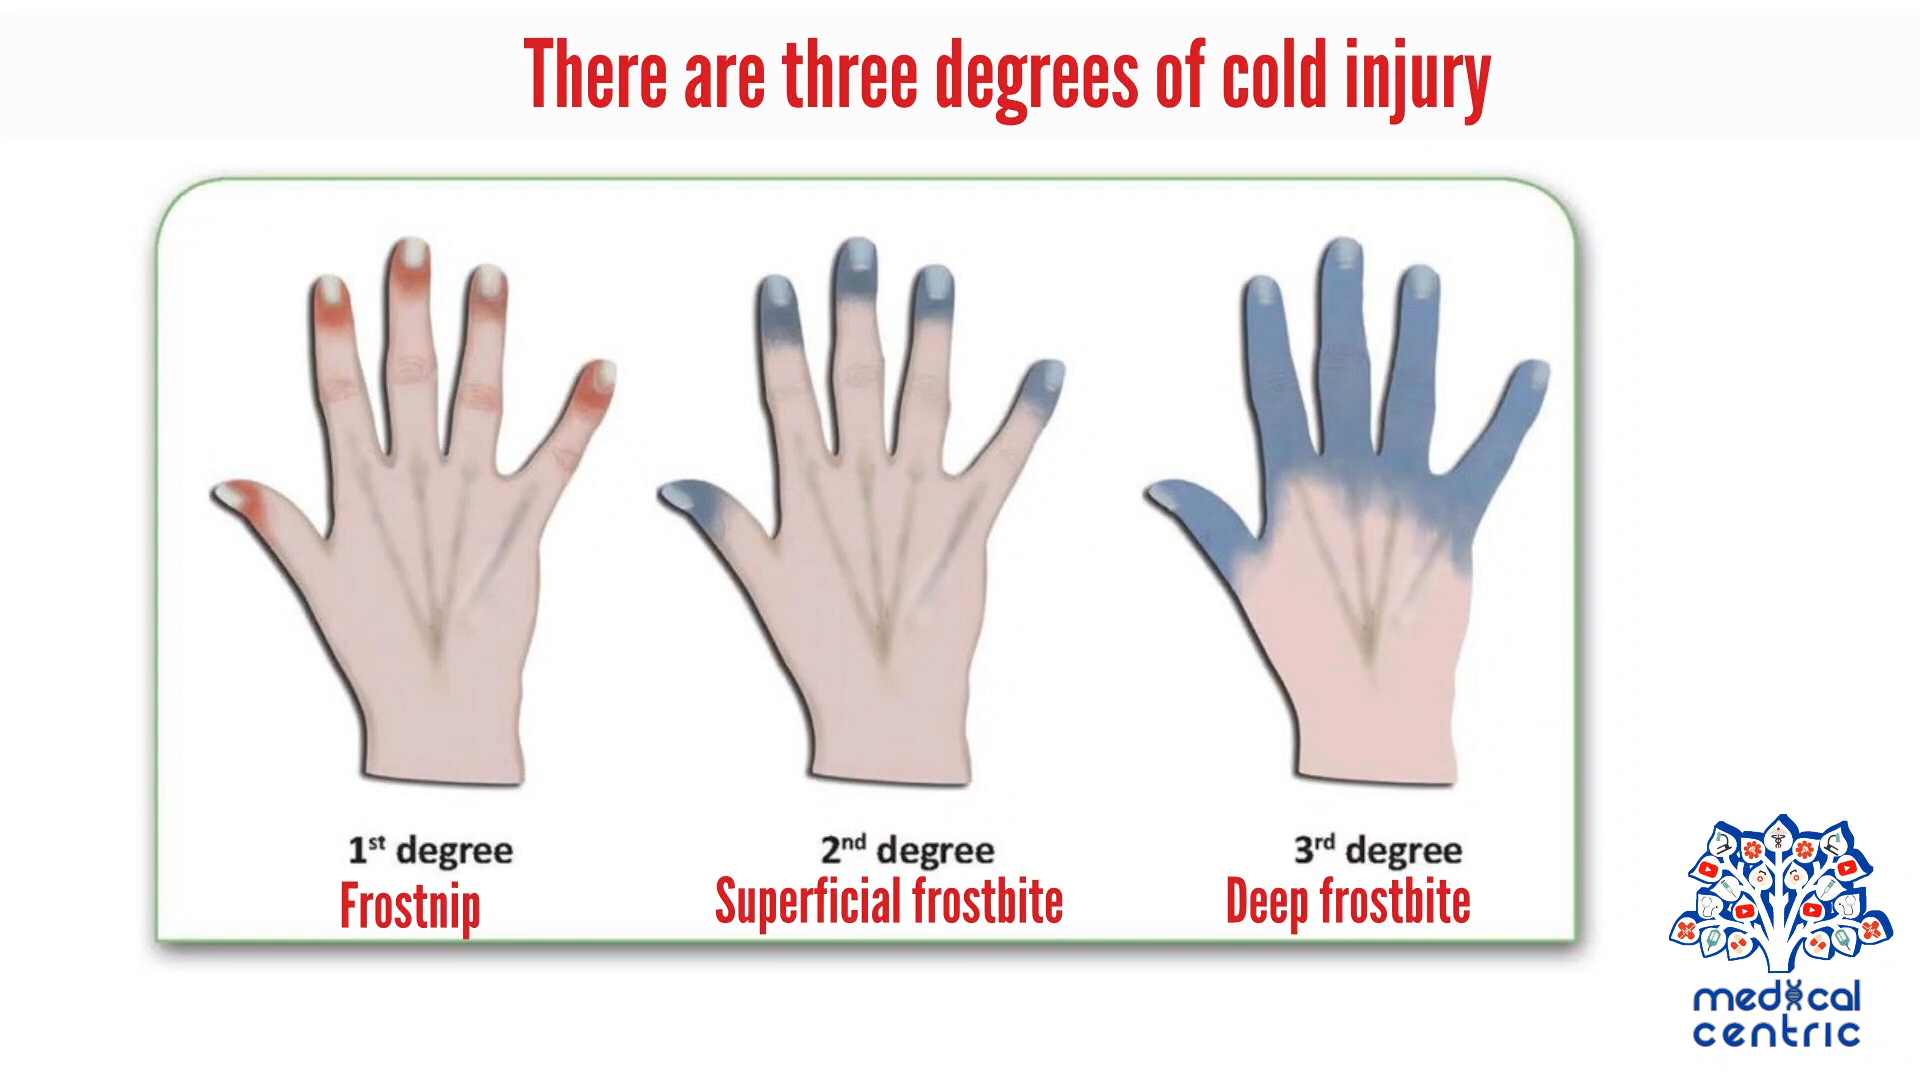 There are three degrees of cold injury
1st degree
Frostnip
2nd degree
Superficial frostbite
3rd degree
Deep frostbite
medical
centric